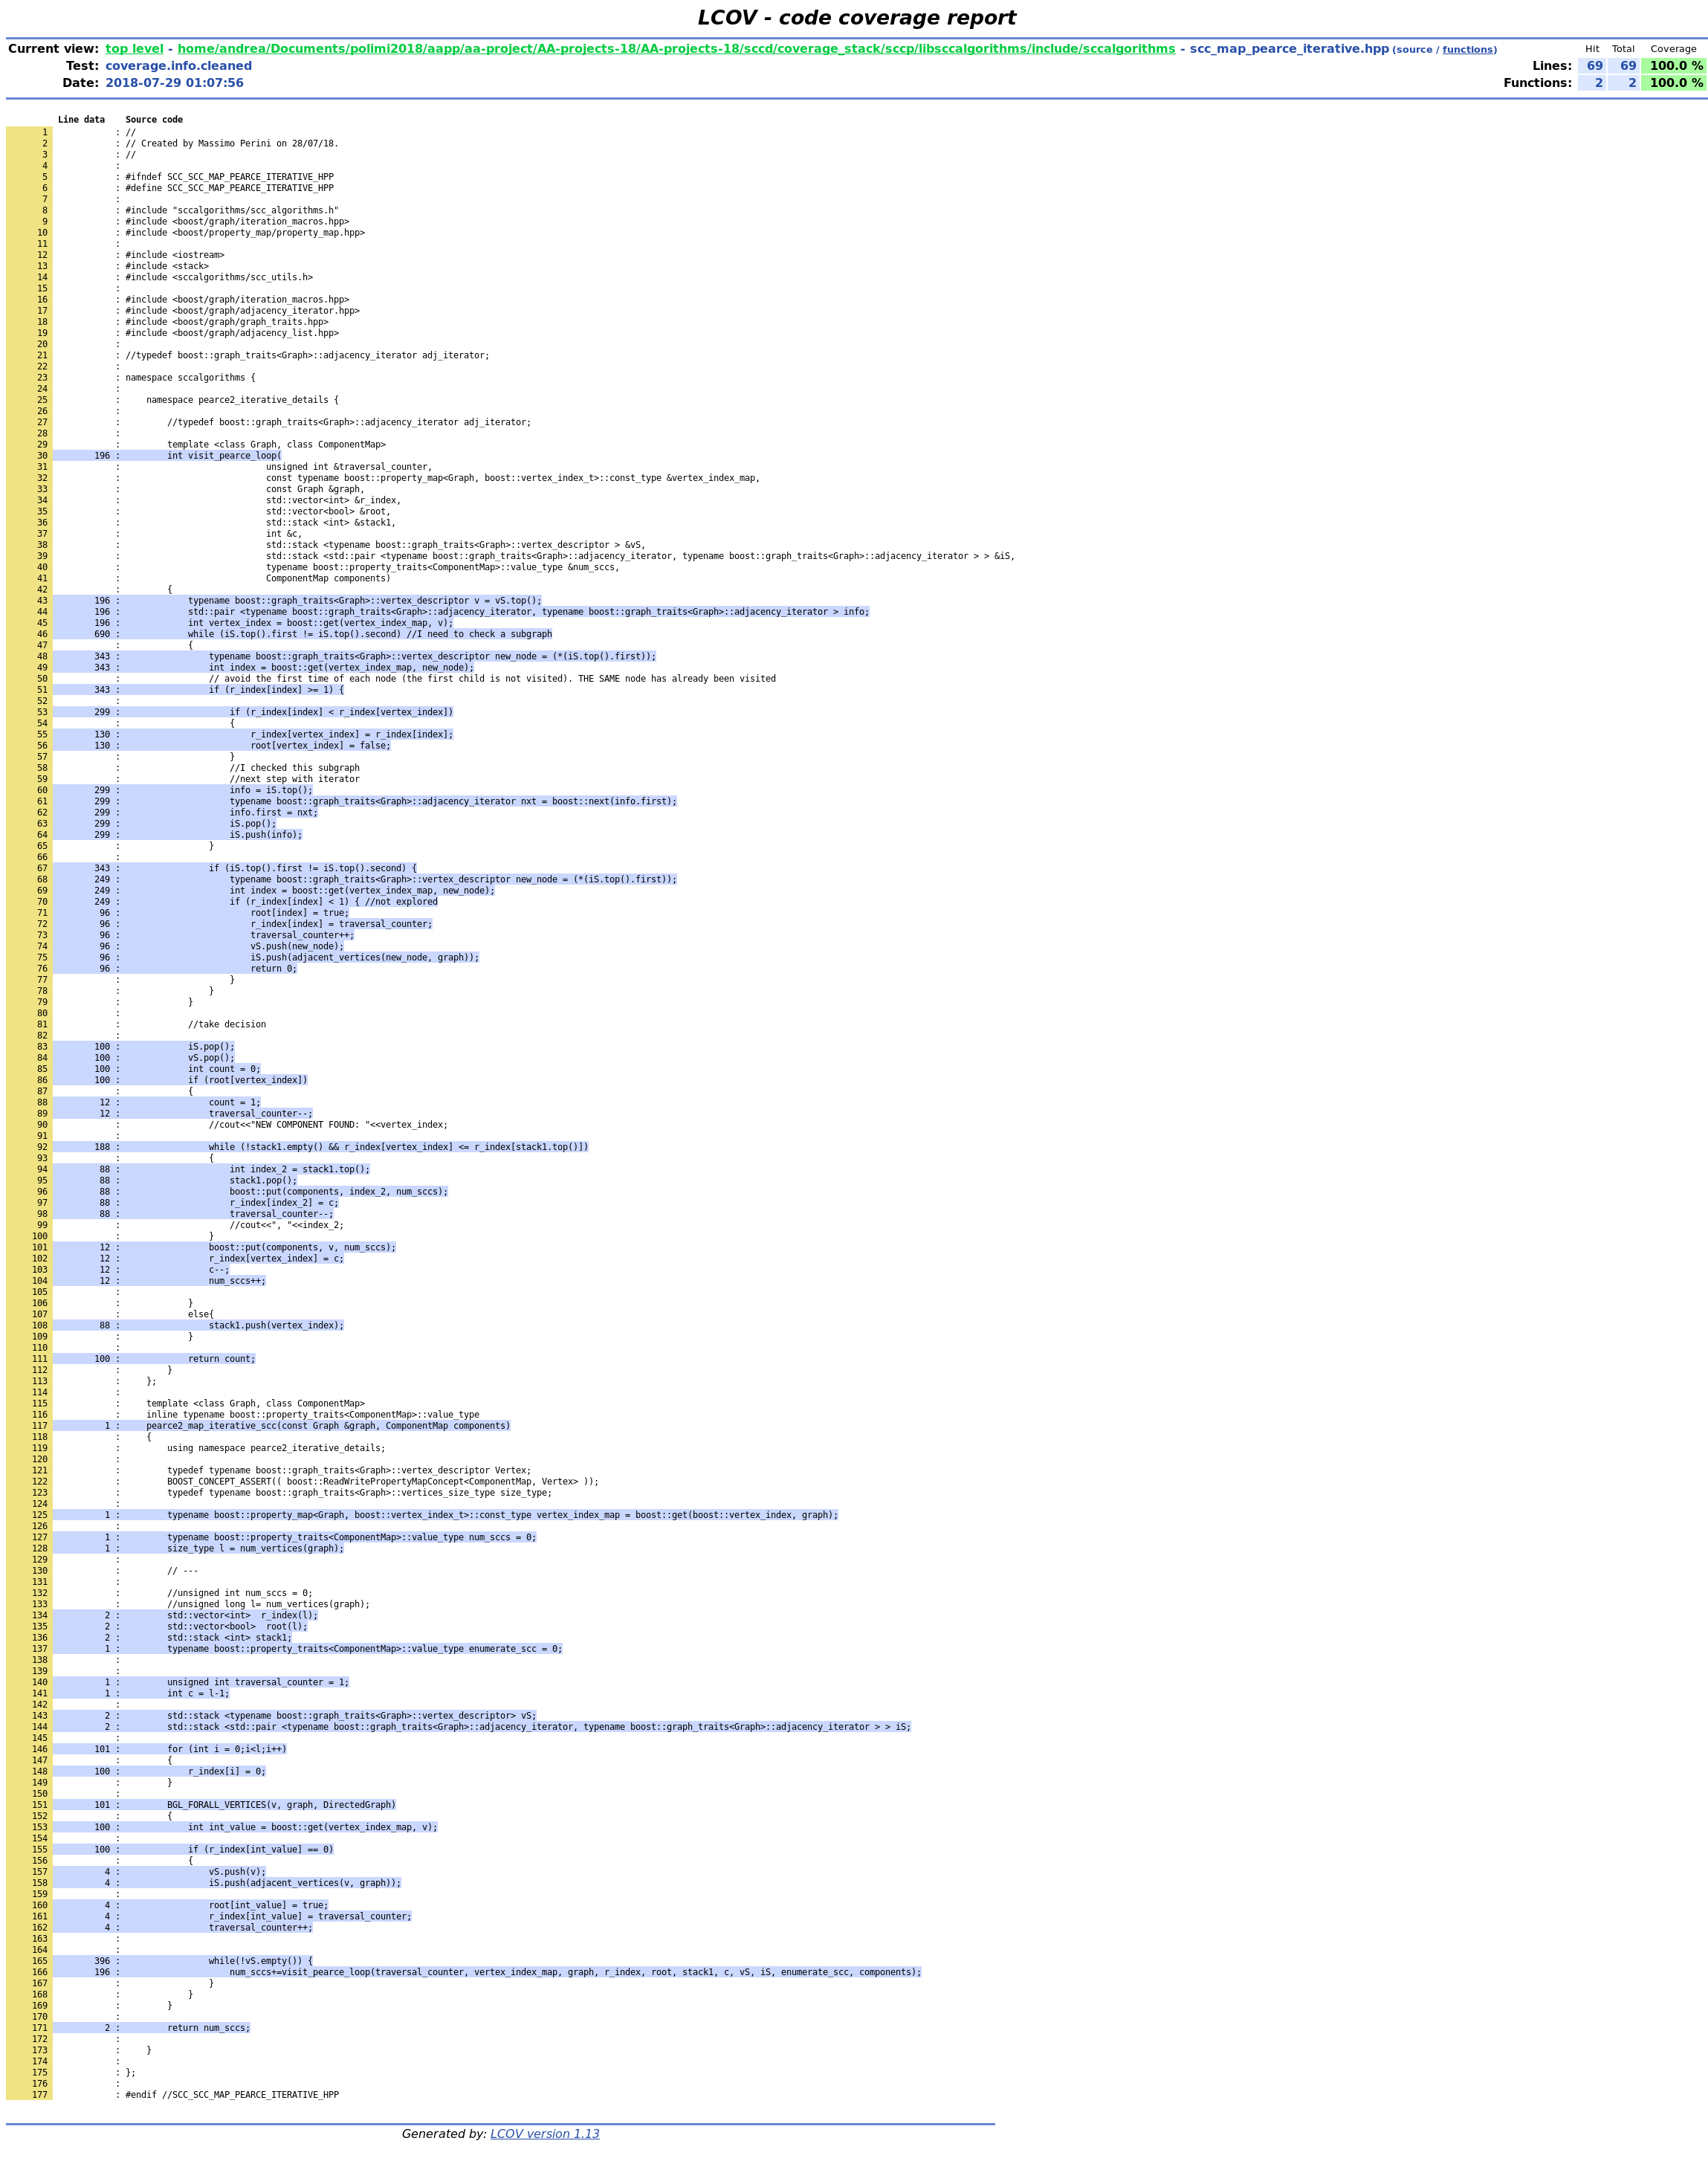 LCOV - code coverage report
Current view: top level - home/andrea/Documents/polimi2018/aapp/aa-project/AA-projects-18/AA-projects-18/sccd/coverage_stack/sccp/libsccalgorithms/include/sccalgorithms - scc_map_pearce_iterative.hpp (source / functions) Hit Total Coverage
Test: coverage.info.cleaned Lines: 69 69 100.0 %
Date: 2018-07-29 01:07:56 Functions: 2 2 100.0 %
Line data Source code
1 : //
2 : // Created by Massimo Perini on 28/07/18.
3 : //
4 :
5 : #ifndef SCC_SCC_MAP_PEARCE_ITERATIVE_HPP
6 : #define SCC_SCC_MAP_PEARCE_ITERATIVE_HPP
7 :
8 : #include "sccalgorithms/scc_algorithms.h"
9 : #include <boost/graph/iteration_macros.hpp>
10 : #include <boost/property_map/property_map.hpp>
11 :
12 : #include <iostream>
13 : #include <stack>
14 : #include <sccalgorithms/scc_utils.h>
15 :
16 : #include <boost/graph/iteration_macros.hpp>
17 : #include <boost/graph/adjacency_iterator.hpp>
18 : #include <boost/graph/graph_traits.hpp>
19 : #include <boost/graph/adjacency_list.hpp>
20 :
21 : //typedef boost::graph_traits<Graph>::adjacency_iterator adj_iterator;
22 :
23 : namespace sccalgorithms {
24 :
25 : namespace pearce2_iterative_details {
26 :
27 : //typedef boost::graph_traits<Graph>::adjacency_iterator adj_iterator;
28 :
29 : template <class Graph, class ComponentMap>
30 196 : int visit_pearce_loop(
31 : unsigned int &traversal_counter,
32 : const typename boost::property_map<Graph, boost::vertex_index_t>::const_type &vertex_index_map,
33 : const Graph &graph,
34 : std::vector<int> &r_index,
35 : std::vector<bool> &root,
36 : std::stack <int> &stack1,
37 : int &c,
38 : std::stack <typename boost::graph_traits<Graph>::vertex_descriptor > &vS,
39 : std::stack <std::pair <typename boost::graph_traits<Graph>::adjacency_iterator, typename boost::graph_traits<Graph>::adjacency_iterator > > &iS,
40 : typename boost::property_traits<ComponentMap>::value_type &num_sccs,
41 : ComponentMap components)
42 : {
43 196 : typename boost::graph_traits<Graph>::vertex_descriptor v = vS.top();
44 196 : std::pair <typename boost::graph_traits<Graph>::adjacency_iterator, typename boost::graph_traits<Graph>::adjacency_iterator > info;
45 196 : int vertex_index = boost::get(vertex_index_map, v);
46 690 : while (iS.top().first != iS.top().second) //I need to check a subgraph
47 : {
48 343 : typename boost::graph_traits<Graph>::vertex_descriptor new_node = (*(iS.top().first));
49 343 : int index = boost::get(vertex_index_map, new_node);
50 : // avoid the first time of each node (the first child is not visited). THE SAME node has already been visited
51 343 : if (r_index[index] >= 1) {
52 :
53 299 : if (r_index[index] < r_index[vertex_index])
54 : {
55 130 : r_index[vertex_index] = r_index[index];
56 130 : root[vertex_index] = false;
57 : }
58 : //I checked this subgraph
59 : //next step with iterator
60 299 : info = iS.top();
61 299 : typename boost::graph_traits<Graph>::adjacency_iterator nxt = boost::next(info.first);
62 299 : info.first = nxt;
63 299 : iS.pop();
64 299 : iS.push(info);
65 : }
66 :
67 343 : if (iS.top().first != iS.top().second) {
68 249 : typename boost::graph_traits<Graph>::vertex_descriptor new_node = (*(iS.top().first));
69 249 : int index = boost::get(vertex_index_map, new_node);
70 249 : if (r_index[index] < 1) { //not explored
71 96 : root[index] = true;
72 96 : r_index[index] = traversal_counter;
73 96 : traversal_counter++;
74 96 : vS.push(new_node);
75 96 : iS.push(adjacent_vertices(new_node, graph));
76 96 : return 0;
77 : }
78 : }
79 : }
80 :
81 : //take decision
82 :
83 100 : iS.pop();
84 100 : vS.pop();
85 100 : int count = 0;
86 100 : if (root[vertex_index])
87 : {
88 12 : count = 1;
89 12 : traversal_counter--;
90 : //cout<<"NEW COMPONENT FOUND: "<<vertex_index;
91 :
92 188 : while (!stack1.empty() && r_index[vertex_index] <= r_index[stack1.top()])
93 : {
94 88 : int index_2 = stack1.top();
95 88 : stack1.pop();
96 88 : boost::put(components, index_2, num_sccs);
97 88 : r_index[index_2] = c;
98 88 : traversal_counter--;
99 : //cout<<", "<<index_2;
100 : }
101 12 : boost::put(components, v, num_sccs);
102 12 : r_index[vertex_index] = c;
103 12 : c--;
104 12 : num_sccs++;
105 :
106 : }
107 : else{
108 88 : stack1.push(vertex_index);
109 : }
110 :
111 100 : return count;
112 : }
113 : };
114 :
115 : template <class Graph, class ComponentMap>
116 : inline typename boost::property_traits<ComponentMap>::value_type
117 1 : pearce2_map_iterative_scc(const Graph &graph, ComponentMap components)
118 : {
119 : using namespace pearce2_iterative_details;
120 :
121 : typedef typename boost::graph_traits<Graph>::vertex_descriptor Vertex;
122 : BOOST_CONCEPT_ASSERT(( boost::ReadWritePropertyMapConcept<ComponentMap, Vertex> ));
123 : typedef typename boost::graph_traits<Graph>::vertices_size_type size_type;
124 :
125 1 : typename boost::property_map<Graph, boost::vertex_index_t>::const_type vertex_index_map = boost::get(boost::vertex_index, graph);
126 :
127 1 : typename boost::property_traits<ComponentMap>::value_type num_sccs = 0;
128 1 : size_type l = num_vertices(graph);
129 :
130 : // ---
131 :
132 : //unsigned int num_sccs = 0;
133 : //unsigned long l= num_vertices(graph);
134 2 : std::vector<int> r_index(l);
135 2 : std::vector<bool> root(l);
136 2 : std::stack <int> stack1;
137 1 : typename boost::property_traits<ComponentMap>::value_type enumerate_scc = 0;
138 :
139 :
140 1 : unsigned int traversal_counter = 1;
141 1 : int c = l-1;
142 :
143 2 : std::stack <typename boost::graph_traits<Graph>::vertex_descriptor> vS;
144 2 : std::stack <std::pair <typename boost::graph_traits<Graph>::adjacency_iterator, typename boost::graph_traits<Graph>::adjacency_iterator > > iS;
145 :
146 101 : for (int i = 0;i<l;i++)
147 : {
148 100 : r_index[i] = 0;
149 : }
150 :
151 101 : BGL_FORALL_VERTICES(v, graph, DirectedGraph)
152 : {
153 100 : int int_value = boost::get(vertex_index_map, v);
154 :
155 100 : if (r_index[int_value] == 0)
156 : {
157 4 : vS.push(v);
158 4 : iS.push(adjacent_vertices(v, graph));
159 :
160 4 : root[int_value] = true;
161 4 : r_index[int_value] = traversal_counter;
162 4 : traversal_counter++;
163 :
164 :
165 396 : while(!vS.empty()) {
166 196 : num_sccs+=visit_pearce_loop(traversal_counter, vertex_index_map, graph, r_index, root, stack1, c, vS, iS, enumerate_scc, components);
167 : }
168 : }
169 : }
170 :
171 2 : return num_sccs;
172 :
173 : }
174 :
175 : };
176 :
177 : #endif //SCC_SCC_MAP_PEARCE_ITERATIVE_HPP
Generated by: LCOV version 1.13